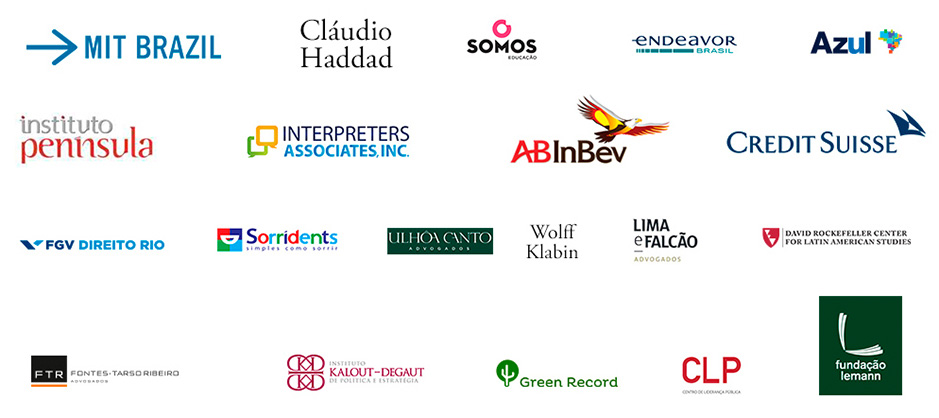 MIT BRAZIL
Cláudio
Haddad
SOMOS
EDUCAÇÃO
enDEAVOR
BRASIL
Azul
instituto
península
INTERPRETERS
ASSOCIATES, INC.
ABInBev
CREDIT SUISSE
FGV DIREITO RIO
Sorridents
simples como sorrir
ULHÔA CANTO
ADVOGADOS
Wolff
Klabin
LIMA
e FALCÃO
ADVOGADOS
DAVID ROCKEFELLER CENTER
FOR LATIN AMERICAN STUDIES
FTR
FONTES-TARSO RIBEIRO
ADVOGADOS
INSTITUTO
KALOUT-DEGAUT
DE POLÍTICA E ESTRATÉGIA
Green Record
CLP
CENTRO DE LIDERANÇA PÚBLICA
fundação
lemann